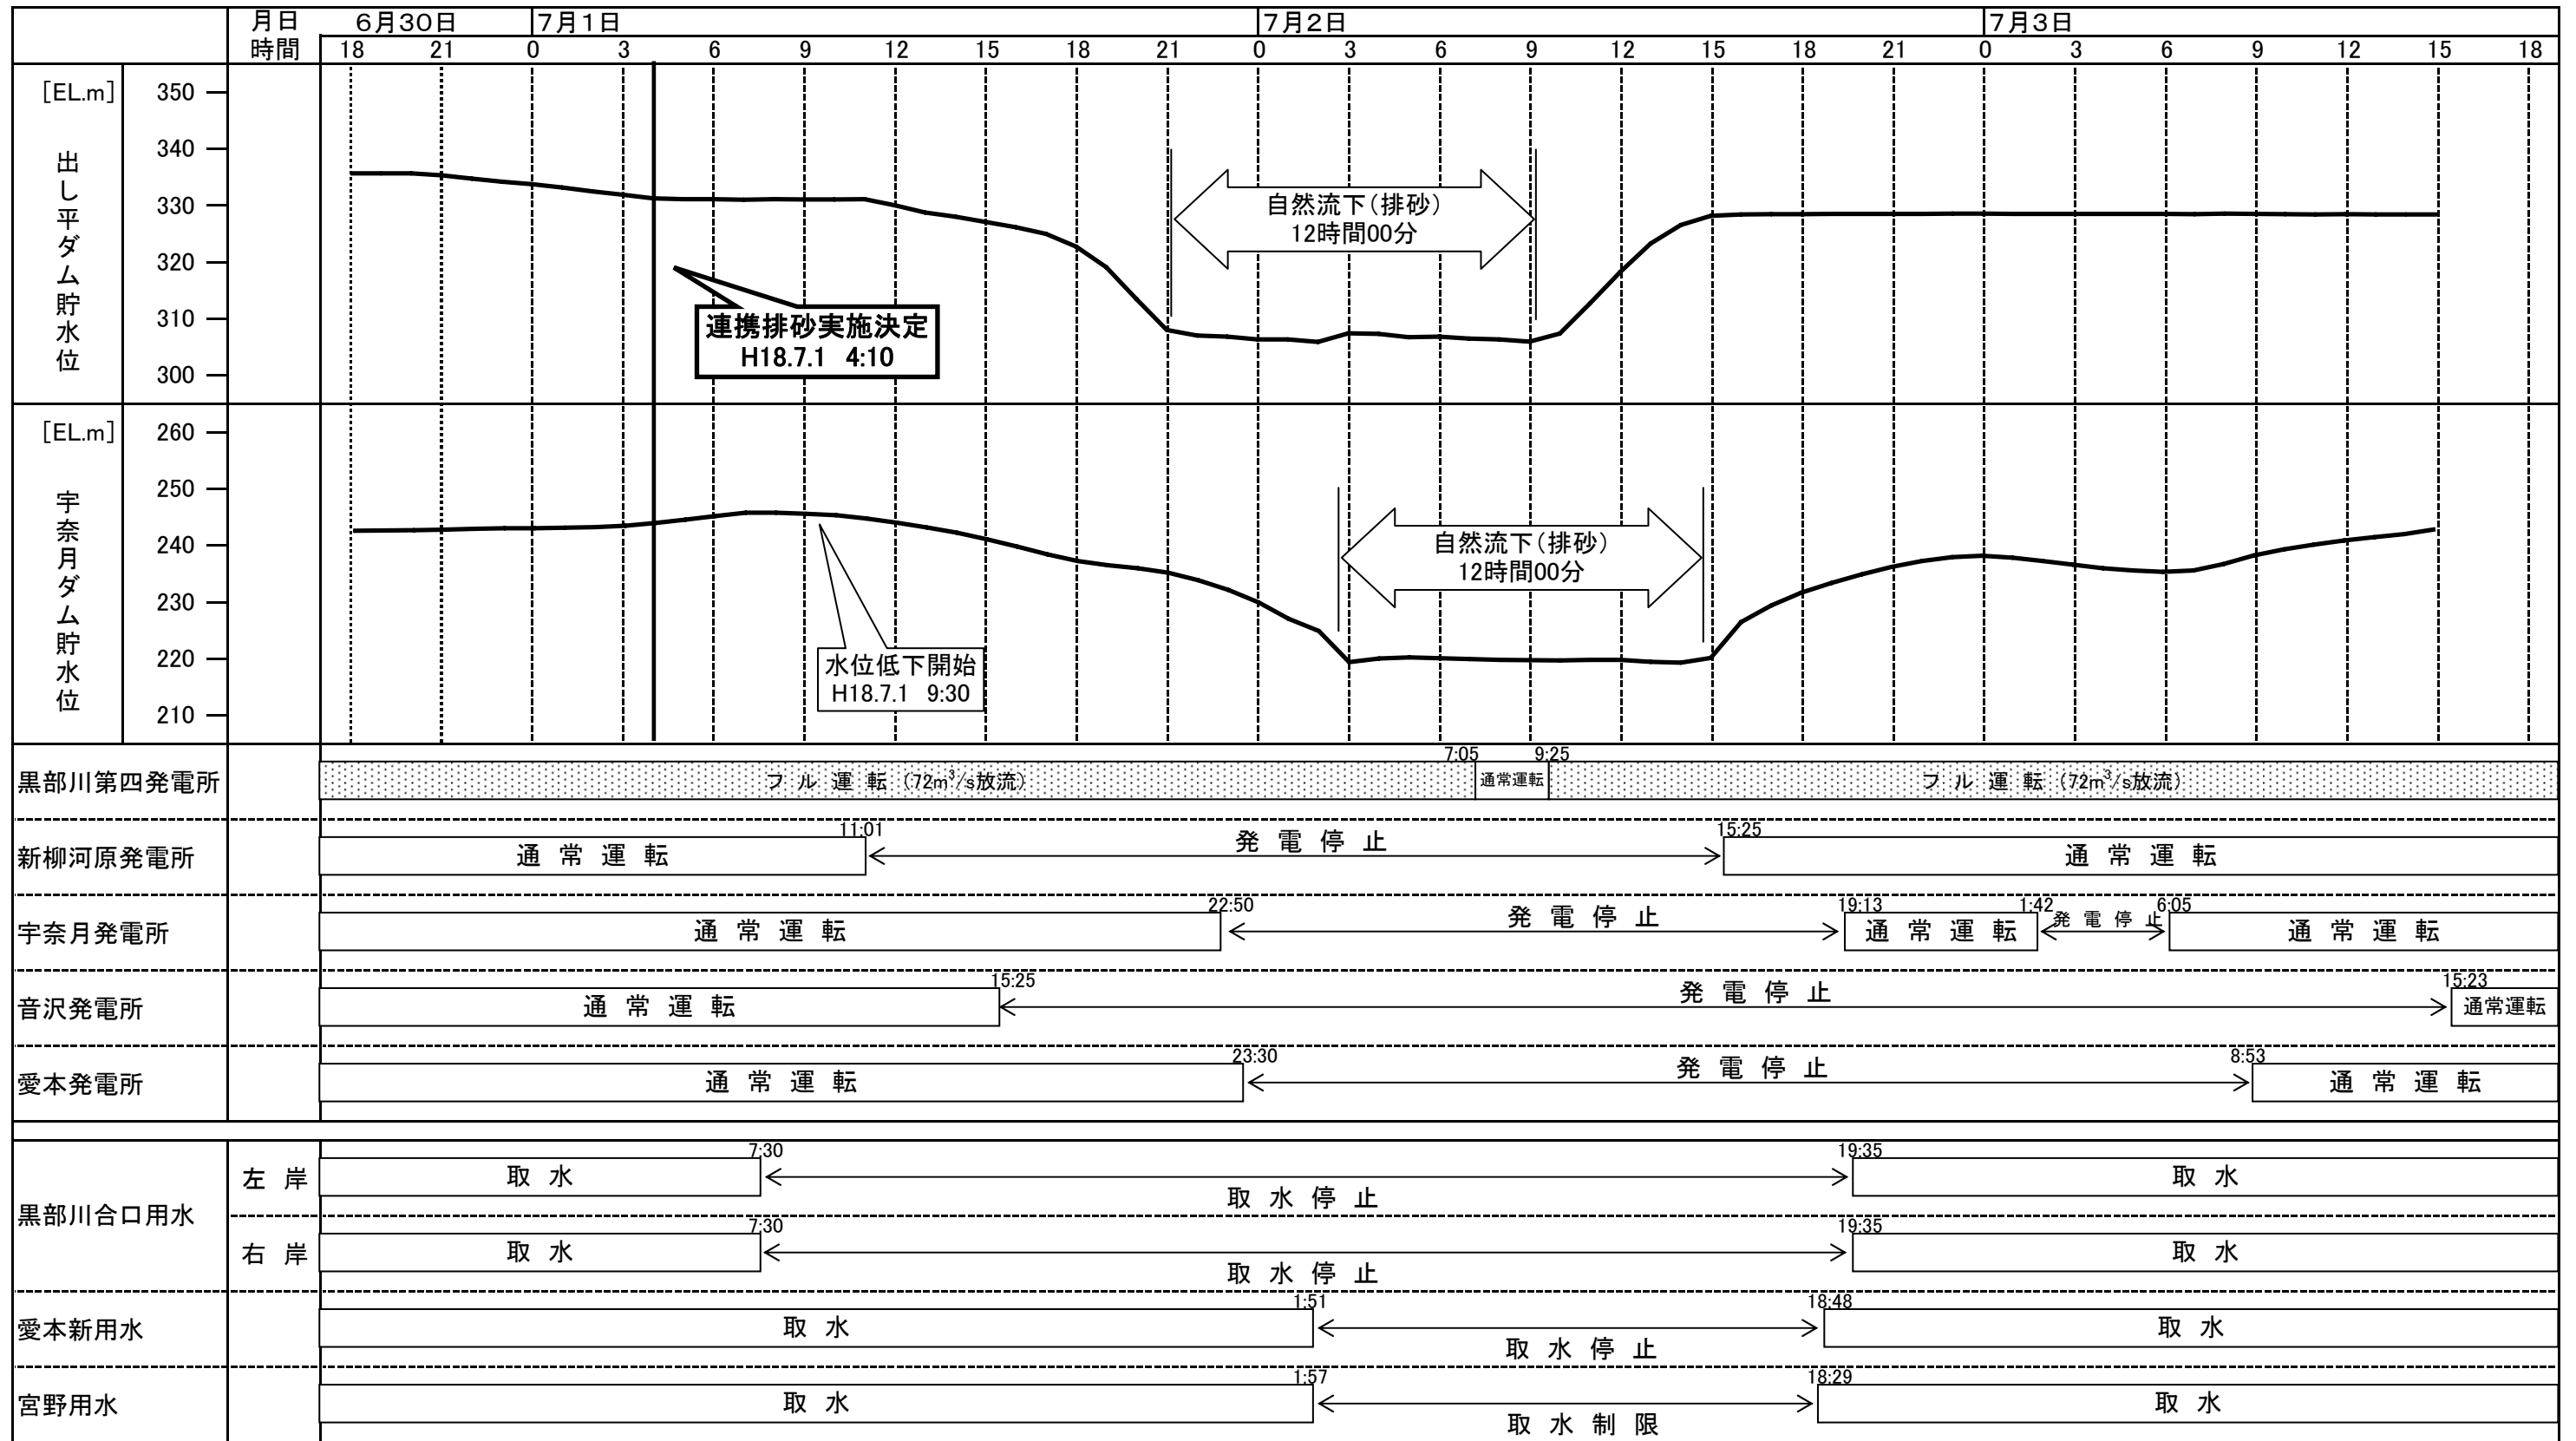 月日 6月30日 7月1日 7月2日 7月3日
時間 18 21 0 3 6 9 12 15 18 21 0 3 6 9 12 15 18 21 0 3 6 9 12 15 18
[EL.m]
出し平ダム貯水位
350
340
330
320
310
300
自然流下(排砂)
12時間00分
連携排砂実施決定
H18.7.1 4:10
[EL.m]
宇奈月ダム貯水位
260
250
240
230
220
210
自然流下(排砂)
12時間00分
水位低下開始
H18.7.1 9:30
7:05 9:25
黒部川第四発電所 フル運転(72m³/s放流) 通常運転 フル運転(72m³/s放流)
11:01 発電停止 15:25
新柳河原発電所 通常運転 通常運転
22:50 発電停止 19:13 1:42 発電停止 6:05
宇奈月発電所 通常運転 通常運転 通常運転
15:25 発電停止 15:23
音沢発電所 通常運転 通常運転
23:30 発電停止 8:53
愛本発電所 通常運転 通常運転
黒部川合口用水
7:30 19:35
左岸 取水 取水
取水停止
7:30 19:35
右岸 取水 取水
取水停止
1:51 18:48
愛本新用水 取水 取水
取水停止
1:57 18:29
宮野用水 取水 取水
取水制限